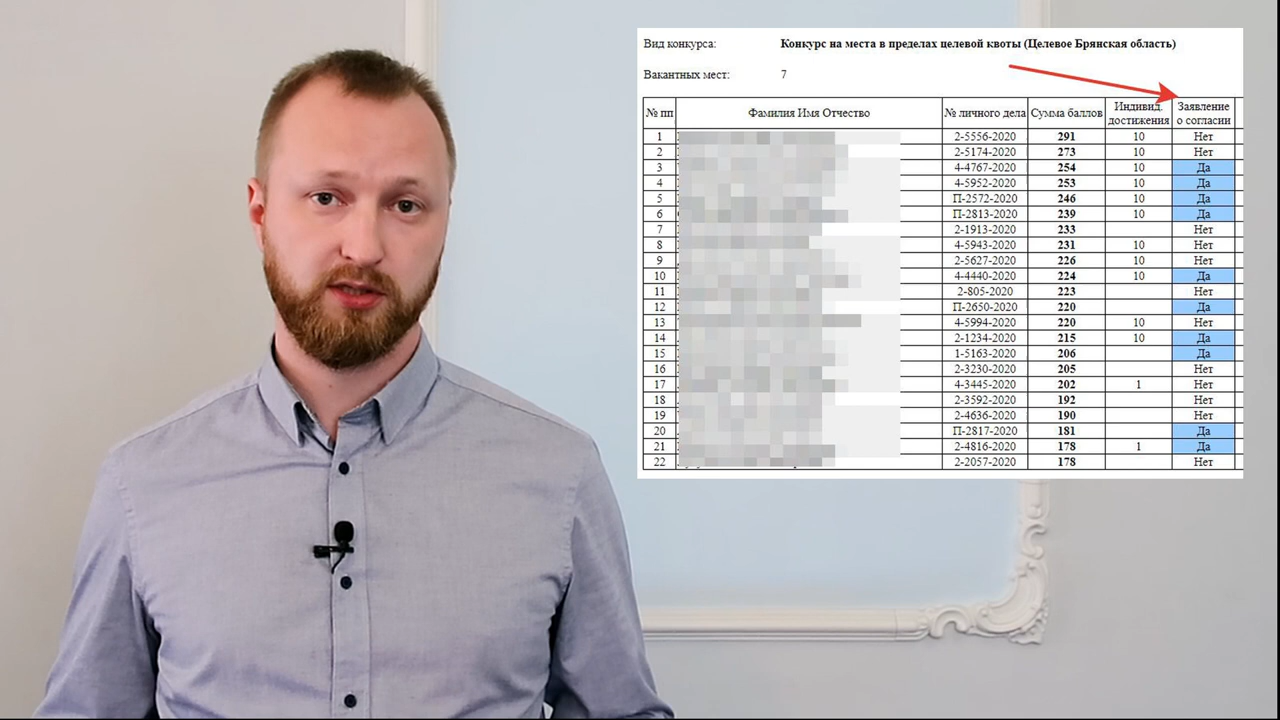 Вид конкурса: Конкурс на места в пределах целевой квоты (Целевое Брянская область)
Вакантных мест: 7
№ пп Фамилия Имя Отчество № личного дела Сумма баллов Индивид. достижения Заявление о согласии
1 2-5556-2020 291 10 Нет
2 2-5174-2020 273 10 Нет
3 4-4767-2020 254 10 Да
4 4-5952-2020 253 10 Да
5 П-2572-2020 246 10 Да
6 П-2813-2020 239 10 Да
7 2-1913-2020 233 Нет
8 4-5943-2020 231 10 Нет
9 2-5627-2020 226 10 Нет
10 4-4440-2020 224 10 Да
11 2-805-2020 223 Нет
12 П-2650-2020 220 Да
13 4-5994-2020 220 10 Нет
14 2-1234-2020 215 10 Да
15 1-5163-2020 206 Да
16 2-3230-2020 205 Нет
17 4-3445-2020 202 1 Нет
18 2-3592-2020 192 Нет
19 2-4636-2020 190 Нет
20 П-2817-2020 181 Да
21 2-4816-2020 178 1 Да
22 2-2057-2020 178 Нет